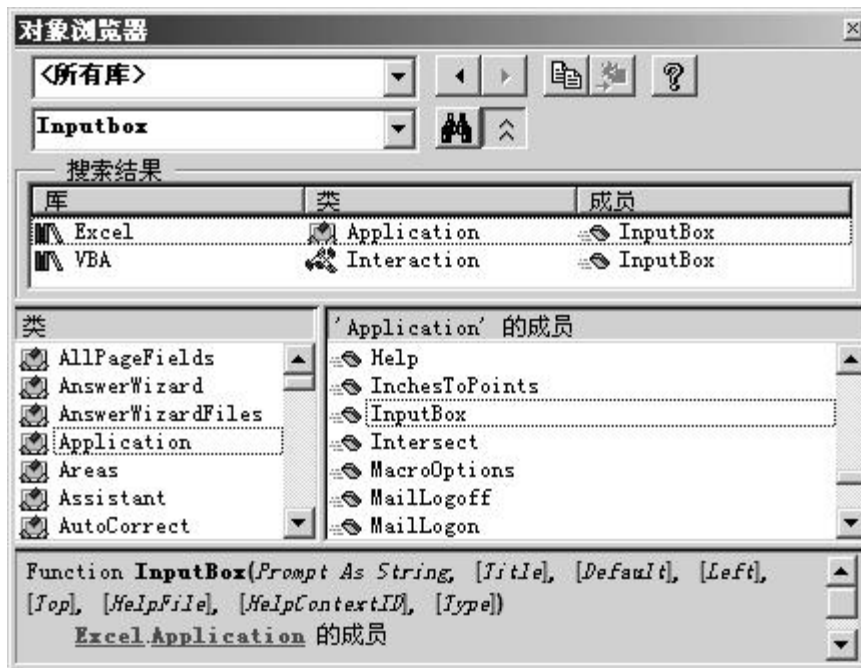 对象浏览器
<所有库>
Inputbox
搜索结果
库 类 成员
Excel Application InputBox
VBA Interaction InputBox
类 'Application' 的成员
AllPageFields Help
AnswerWizard InchesToPoints
AnswerWizardFiles InputBox
Application Intersect
Areas MacroOptions
Assistant MailLogoff
AutoCorrect MailLogon
Function InputBox(Prompt As String, [Title], [Default], [Left],
[Top], [HelpFile], [HelpContextID], [Type])
Excel.Application 的成员